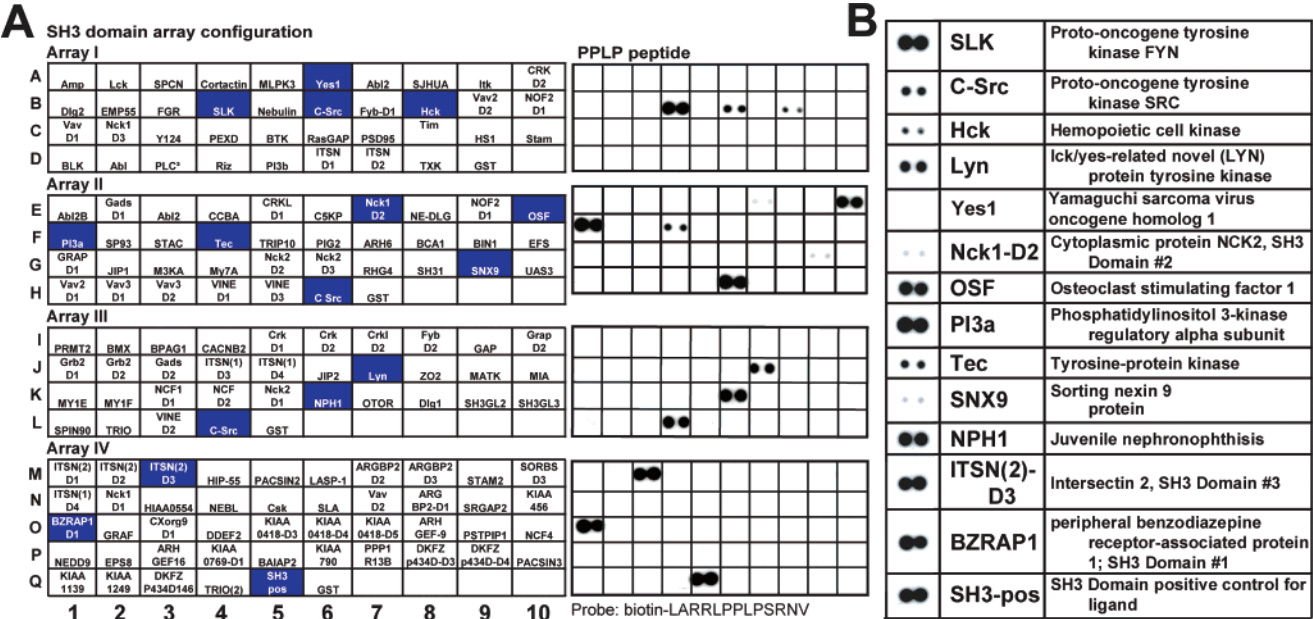 A
SH3 domain array configuration
Array I
PPLP peptide
A Amp Lck SPCN Cortactin MLPK3 Yes1 Abl2 SJHUA Itk CRK D2
B Dlg2 EMP55 FGR SLK Nebulin C-Src Fyb-D1 Hck Vav2 D2 NOF2 D1
C Vav D1 Nck1 D3 Y124 PEXD BTK RasGAP PSD95 Tim HS1 Stam
D BLK Abl Riz PI3b ITSN D1 ITSN D2 TXK GST
Array II
E Abl2B Gads D1 Abl2 CCBA CRKL D1 C5KP Nck1 D2 NE-DLG NOF2 D1 OSF
F PI3a SP93 STAC Tec TRIP10 PIG2 ARH6 BCA1 BIN1 EFS
G GRAP D1 JIP1 M3KA My7A Nck2 D2 Nck2 D3 RHG4 SH31 SNX9 UAS3
H Vav2 D1 Vav3 D1 Vav3 D2 VINE D1 VINE D3 C Src GST
Array III
I PRMT2 BMX BPAG1 CACNB2 Crk D1 Crk D2 Crkl D2 Fyb D2 GAP Grap D2
J Grb2 D1 Grb2 D2 Gads D2 ITSN(1) D3 ITSN(1) D4 JIP2 Lyn ZO2 MATK MIA
K MY1E MY1F NCF1 D1 NCF D2 Nck2 D1 NPH1 OTOR Dlq1 SH3GL2 SH3GL3
L SPIN90 TRIO VINE D2 C-Src GST
Array IV
M ITSN(2) D1 ITSN(2) D2 ITSN(2) D3 HIP-55 PACSIN2 LASP-1 ARGBP2 D2 ARGBP2 D3 STAM2 SORBS D3
N ITSN(1) D4 Nck1 D1 HIAA0554 NEBL Csk SLA Vav D2 ARG BP2-D1 SRGAP2 KIAA 456
O BZRAP1 D1 GRAF CXorg9 D1 DDEF2 KIAA 0418-D3 KIAA 0418-D4 KIAA 0418-D5 ARH GEF-9 PSTPIP1 NCF4
P NEDD9 EPS8 ARH GEF16 KIAA 0769-D1 BAIAP2 KIAA 790 PPP1 R13B DKFZ p434D-D3 DKFZ p434D-D4 PACSIN3
Q KIAA 1139 KIAA 1249 DKFZ P434D146 TRIO(2) SH3 pos GST
1 2 3 4 5 6 7 8 9 10
Probe: biotin-LARRLPPLPSRNV
B
SLK Proto-oncogene tyrosine
kinase FYN
C-Src Proto-oncogene tyrosine
kinase SRC
Hck Hemopoietic cell kinase
Lyn lck/yes-related novel (LYN)
protein tyrosine kinase
Yes1 Yamaguchi sarcoma virus
oncogene homolog 1
Nck1-D2 Cytoplasmic protein NCK2, SH3
Domain #2
OSF Osteoclast stimulating factor 1
PI3a Phosphatidylinositol 3-kinase
regulatory alpha subunit
Tec Tyrosine-protein kinase
SNX9 Sorting nexin 9
protein
NPH1 Juvenile nephronophthisis
ITSN(2)-
D3 Intersectin 2, SH3 Domain #3
BZRAP1 peripheral benzodiazepine
receptor-associated protein
1; SH3 Domain #1
SH3-pos SH3 Domain positive control for
ligand